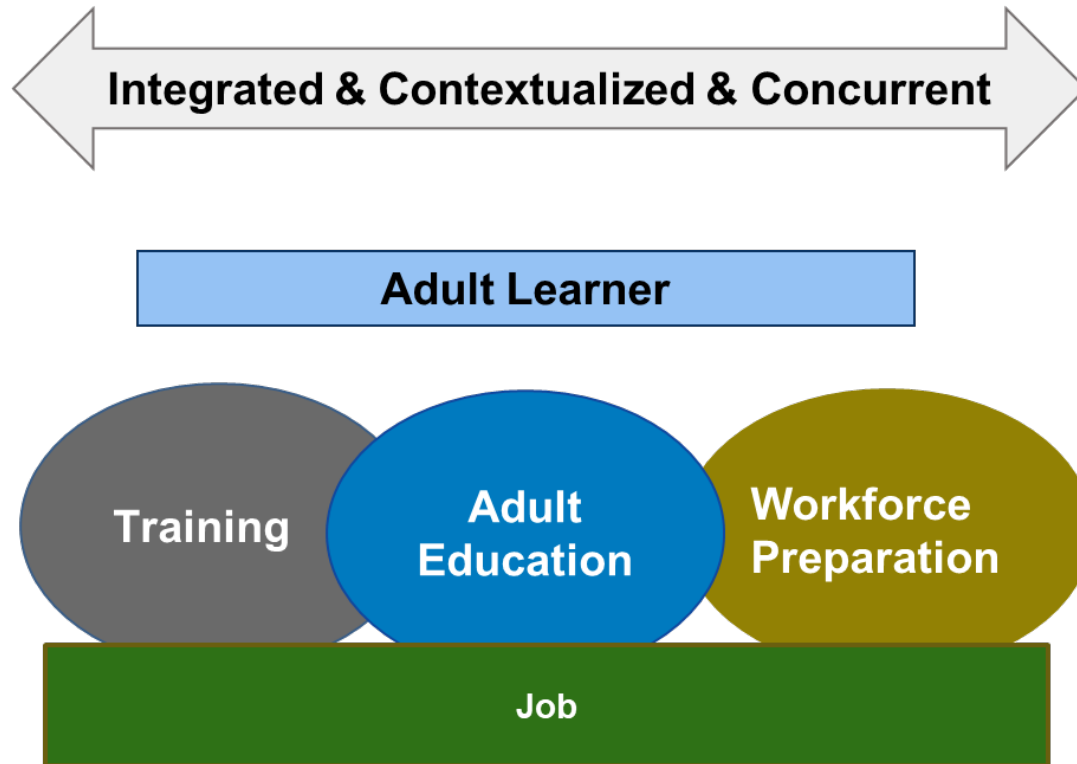 Integrated & Contextualized & Concurrent
Adult Learner
Training
Adult
Education
Workforce
Preparation
Job